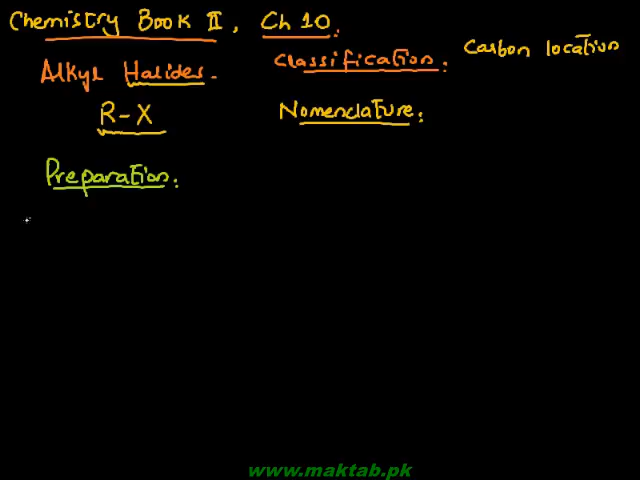 Chemistry Book II, Ch 10.
Alkyl Halides.
R-X
Classification.
Carbon location
Nomenclature.
Preparation.
www.maktab.pk